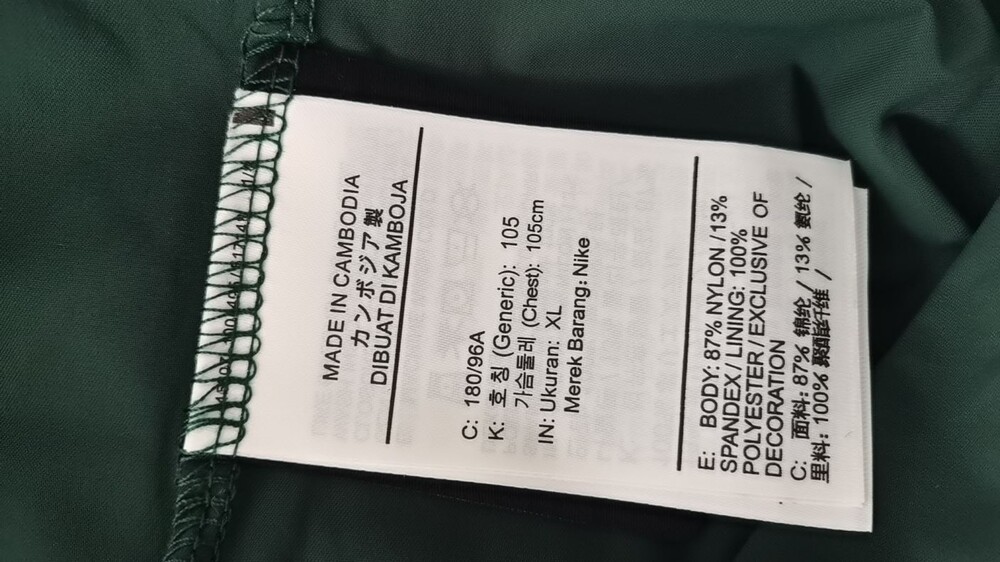 MADE IN CAMBODIA
カンボジア製
DIBUAT DI KAMBOJA
C: 180/96A
K: 호칭 (Generic): 105
가슴둘레 (Chest): 105cm
IN: Ukuran: XL
Merek Barang: Nike
E: BODY: 87% NYLON / 13%
SPANDEX / LINING: 100%
POLYESTER / EXCLUSIVE OF
DECORATION
C: 面料: 87% 锦纶 / 13% 氨纶 /
里料: 100% 聚酯纤维 /